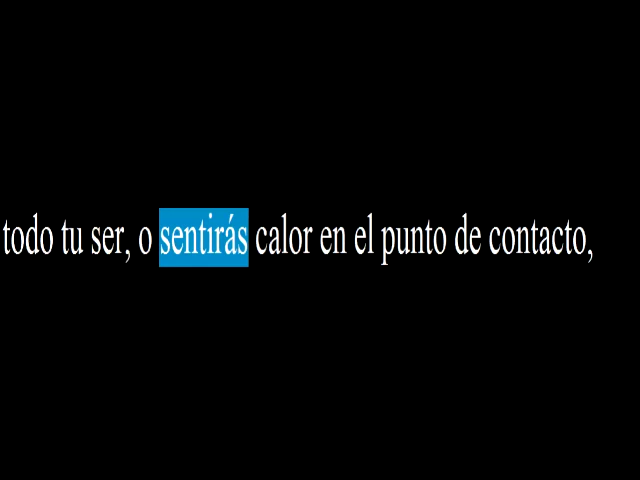 todo tu ser, o sentirás calor en el punto de contacto,